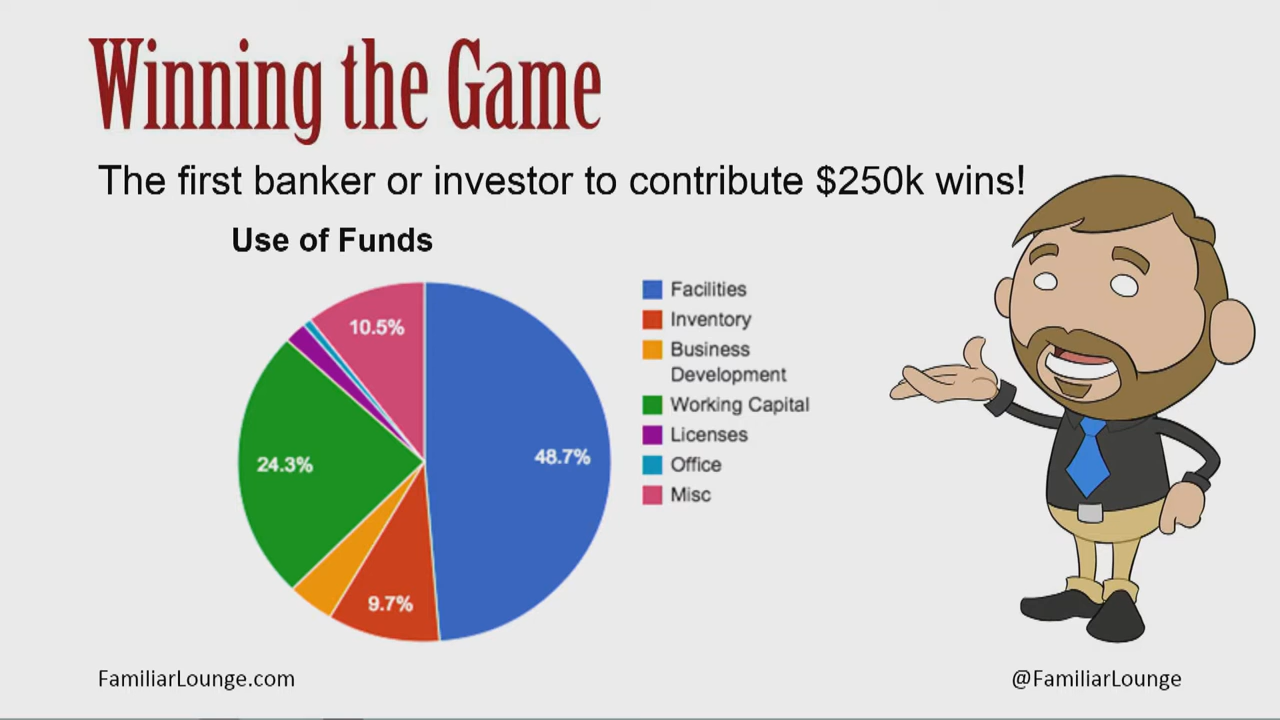 Winning the Game
The first banker or investor to contribute $250k wins!
Use of Funds
10.5%
48.7%
24.3%
9.7%
Facilities
Inventory
Business
Development
Working Capital
Licenses
Office
Misc
FamiliarLounge.com
@FamiliarLounge